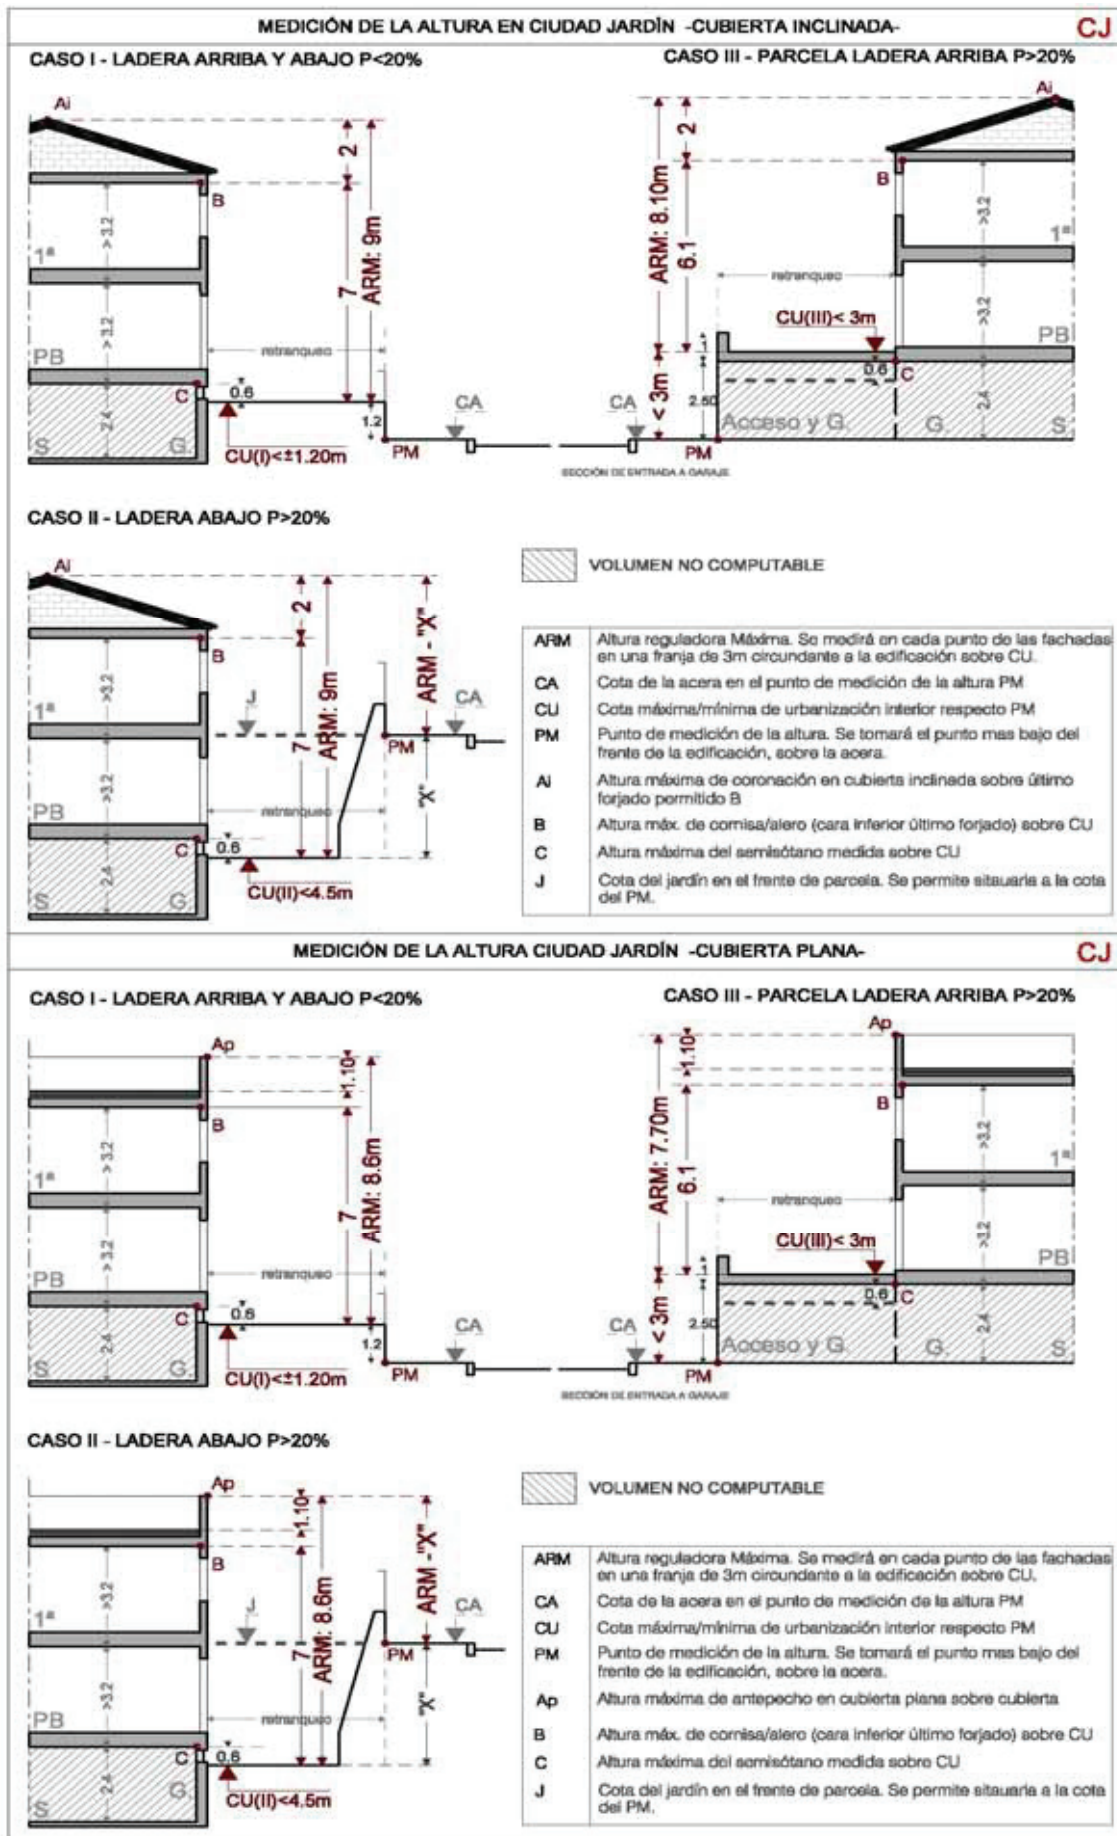 MEDICIÓN DE LA ALTURA EN CIUDAD JARDÍN -CUBIERTA INCLINADA-
CJ
CASO I - LADERA ARRIBA Y ABAJO P<20%
Ai
2
B
>3.2
1ª
7
ARM: 9m
>3.2
PB
retranqueo
C
0.6
2.4
S
G.
CU(I)<±1.20m
1.2
PM
CA
CASO III - PARCELA LADERA ARRIBA P>20%
Ai
2
B
ARM: 8.10m
6.1
>3.2
1ª
retranqueo
CU(III)< 3m
>3.2
PB
1
< 3m
2.50
0.6
C
CA
Acceso y G.
G.
2.4
S
PM
SECCIÓN DE ENTRADA A GARAJE
CASO II - LADERA ABAJO P>20%
Ai
2
B
>3.2
1ª
J
7
ARM: 9m
ARM - "X"
CA
PM
>3.2
PB
retranqueo
"X"
C
0.6
2.4
S
G.
CU(II)<4.5m
VOLUMEN NO COMPUTABLE
ARM Altura reguladora Máxima. Se medirá en cada punto de las fachadas
en una franja de 3m circundante a la edificación sobre CU.
CA Cota de la acera en el punto de medición de la altura PM
CU Cota máxima/mínima de urbanización interior respecto PM
PM Punto de medición de la altura. Se tomará el punto mas bajo del
frente de la edificación, sobre la acera.
Ai Altura máxima de coronación en cubierta inclinada sobre último
forjado permitido B
B Altura máx. de cornisa/alero (cara inferior último forjado) sobre CU
C Altura máxima del semisótano medida sobre CU
J Cota del jardín en el frente de parcela. Se permite sitauarla a la cota
del PM.
MEDICIÓN DE LA ALTURA CIUDAD JARDÍN -CUBIERTA PLANA-
CJ
CASO I - LADERA ARRIBA Y ABAJO P<20%
Ap
1.10
B
>3.2
1ª
7
ARM: 8.6m
>3.2
PB
retranqueo
C
0.6
2.4
S
G.
CU(I)<±1.20m
1.2
PM
CA
CASO III - PARCELA LADERA ARRIBA P>20%
Ap
1.10
B
ARM: 7.70m
6.1
>3.2
1ª
retranqueo
CU(III)< 3m
>3.2
PB
1
< 3m
2.50
0.6
C
CA
Acceso y G.
G.
2.4
S
PM
SECCIÓN DE ENTRADA A GARAJE
CASO II - LADERA ABAJO P>20%
Ap
1.10
B
>3.2
1ª
J
7
ARM: 8.6m
ARM -"X"
CA
PM
>3.2
PB
retranqueo
"X"
C
0.6
2.4
S
G.
CU(II)<4.5m
VOLUMEN NO COMPUTABLE
ARM Altura reguladora Máxima. Se medirá en cada punto de las fachadas
en una franja de 3m circundante a la edificación sobre CU.
CA Cota de la acera en el punto de medición de la altura PM
CU Cota máxima/mínima de urbanización interior respecto PM
PM Punto de medición de la altura. Se tomará el punto mas bajo del
frente de la edificación, sobre la acera.
Ap Altura máxima de antepecho en cubierta plana sobre cubierta
B Altura máx. de cornisa/alero (cara inferior último forjado) sobre CU
C Altura máxima del semisótano medida sobre CU
J Cota del jardín en el frente de parcela. Se permite sitauarla a la cota
del PM.